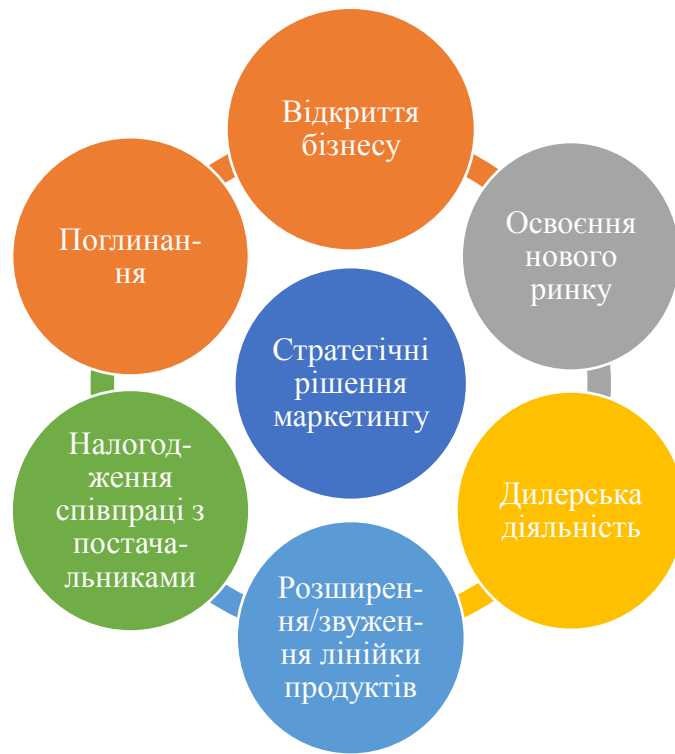 Відкриття
бізнесу
Освоєння
нового
ринку
Дилерська
діяльність
Розширен-
ня/звужен-
ня лінійки
продуктів
Налогод-
ження
співпраці з
постача-
льниками
Поглинан-
ня
Стратегічні
рішення
маркетингу